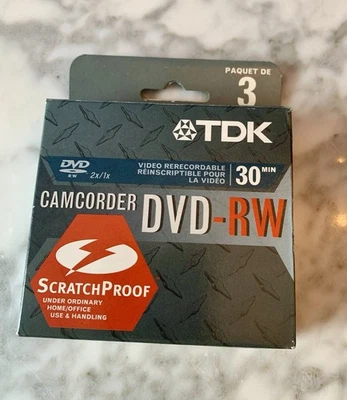 PAQUET DE
3
TDK
DVD
RW
2x/1x
VIDEO RERECORDABLE
RÉINSCRIPTIBLE POUR
LA VIDÉO
30 MIN
CAMCORDER DVD-RW
SCRATCHPROOF
UNDER ORDINARY
HOME/OFFICE
USE & HANDLING